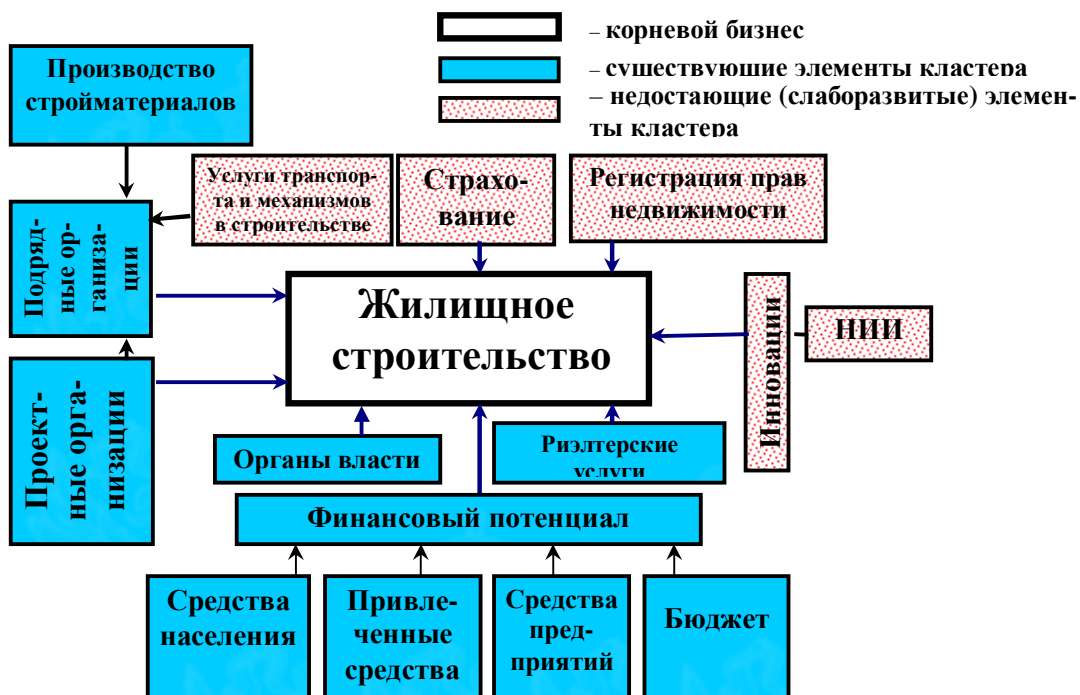 – корневой бизнес
– существующие элементы кластера
– недостающие (слаборазвитые) элемен-
ты кластера
Производство
стройматериалов
Услуги транспор-
та и механизмов
в строительстве
Страхо-
вание
Регистрация прав
недвижимости
Подряд-
ные ор-
ганиза-
ции
Жилищное
строительство
Инновации
НИИ
Проект-
ные орга-
низации
Органы власти
Риэлтерские
услуги
Финансовый потенциал
Средства
населения
Привле-
ченные
средства
Средства
пред-
приятий
Бюджет